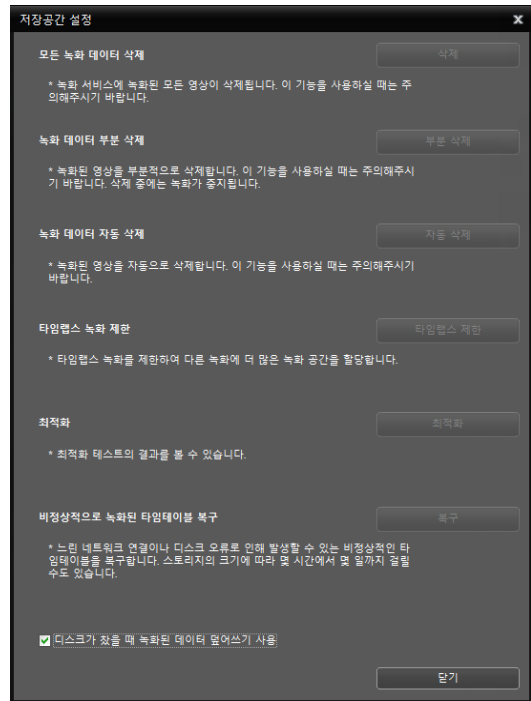 저장공간 설정
x
모든 녹화 데이터 삭제
삭제
* 녹화 서비스에 녹화된 모든 영상이 삭제됩니다. 이 기능을 사용하실 때는 주
의해주시기 바랍니다.
녹화 데이터 부분 삭제
부분 삭제
* 녹화된 영상을 부분적으로 삭제합니다. 이 기능을 사용하실 때는 주의해주시
기 바랍니다. 삭제 중에는 녹화가 중지됩니다.
녹화 데이터 자동 삭제
자동 삭제
* 녹화된 영상을 자동으로 삭제합니다. 이 기능을 사용하실 때는 주의해주시기
바랍니다.
타임랩스 녹화 제한
타임랩스 제한
* 타임랩스 녹화를 제한하여 다른 녹화에 더 많은 녹화 공간을 할당합니다.
최적화
최적화
* 최적화 테스트의 결과를 볼 수 있습니다.
비정상적으로 녹화된 타임테이블 복구
복구
* 느린 네트워크 연결이나 디스크 오류로 인해 발생할 수 있는 비정상적인 타
임테이블을 복구합니다. 스토리지의 크기에 따라 몇 시간에서 몇 일까지 걸릴
수도 있습니다.
디스크가 찼을 때 녹화된 데이터 덮어쓰기 사용
닫기